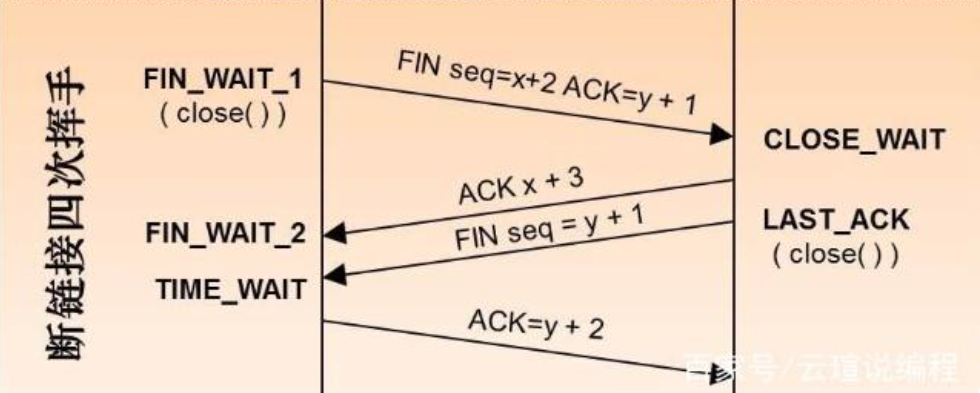 断链接四次挥手
FIN_WAIT_1
( close( ) )
FIN seq=x+2 ACK=y + 1
CLOSE_WAIT
ACK x + 3
FIN_WAIT_2
FIN seq = y + 1
LAST_ACK
( close( ) )
TIME_WAIT
ACK=y + 2
百家号/云瑄说编程